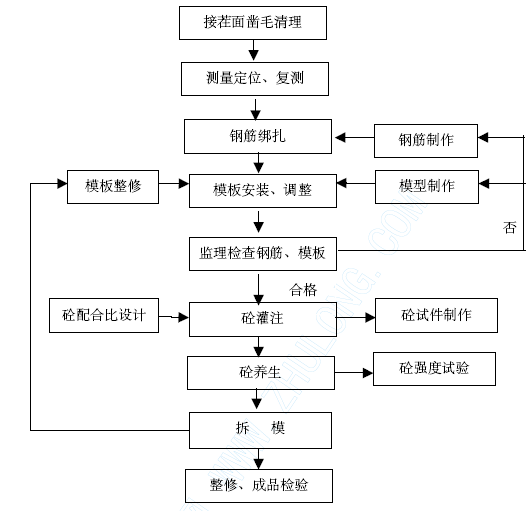 接茬面凿毛清理
测量定位、复测
钢筋绑扎
钢筋制作
模板整修
模板安装、调整
模型制作
否
监理检查钢筋、模板
合格
砼配合比设计
砼灌注
砼试件制作
砼养生
砼强度试验
拆 模
整修、成品检验